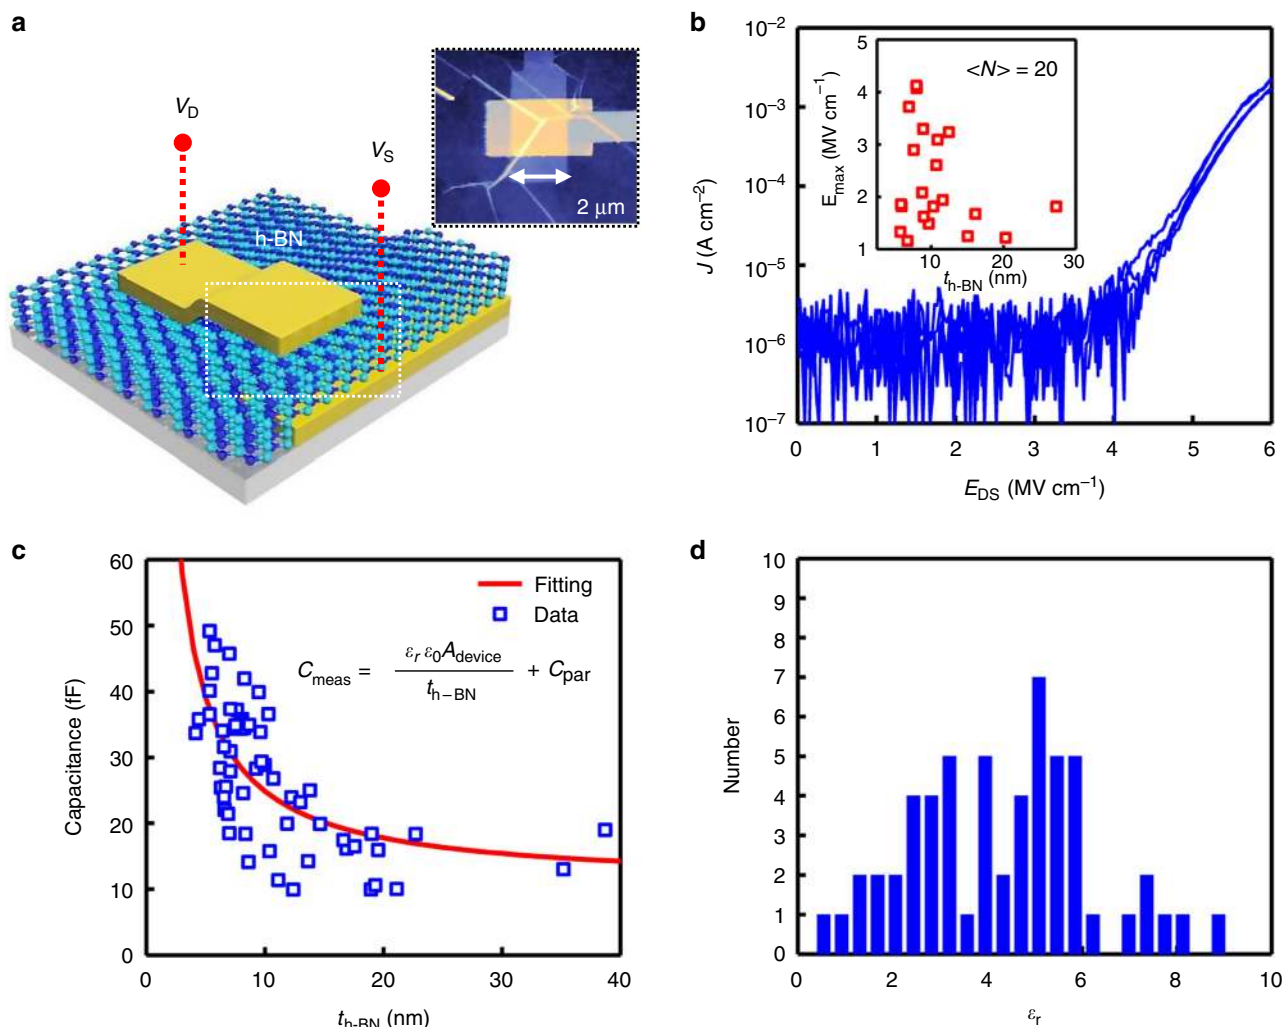 a
V_D
V_S
h-BN
2 μm
b
10⁻²
10⁻³
10⁻⁴
10⁻⁵
10⁻⁶
10⁻⁷
J (A cm⁻²)
0 1 2 3 4 5 6
E_DS (MV cm⁻¹)
5
4
3
2
1
E_max (MV cm⁻¹)
<N> = 20
10 20 30
t_h-BN (nm)
c
60
50
40
30
20
10
0
Capacitance (fF)
Fitting
Data
C_meas = ε_r ε_0 A_device / t_h–BN + C_par
0 10 20 30 40
t_h-BN (nm)
d
10
9
8
7
6
5
4
3
2
1
0
Number
0 2 4 6 8 10
ε_r